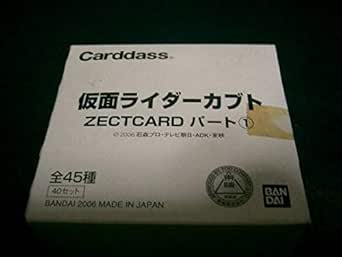 Carddass®
仮面ライダーカブト
ZECTCARD パート①
© 2006 石森プロ・テレビ朝日・ADK・東映
全45種
40セット
BANDAI 2006 MADE IN JAPAN
BAN
DAI